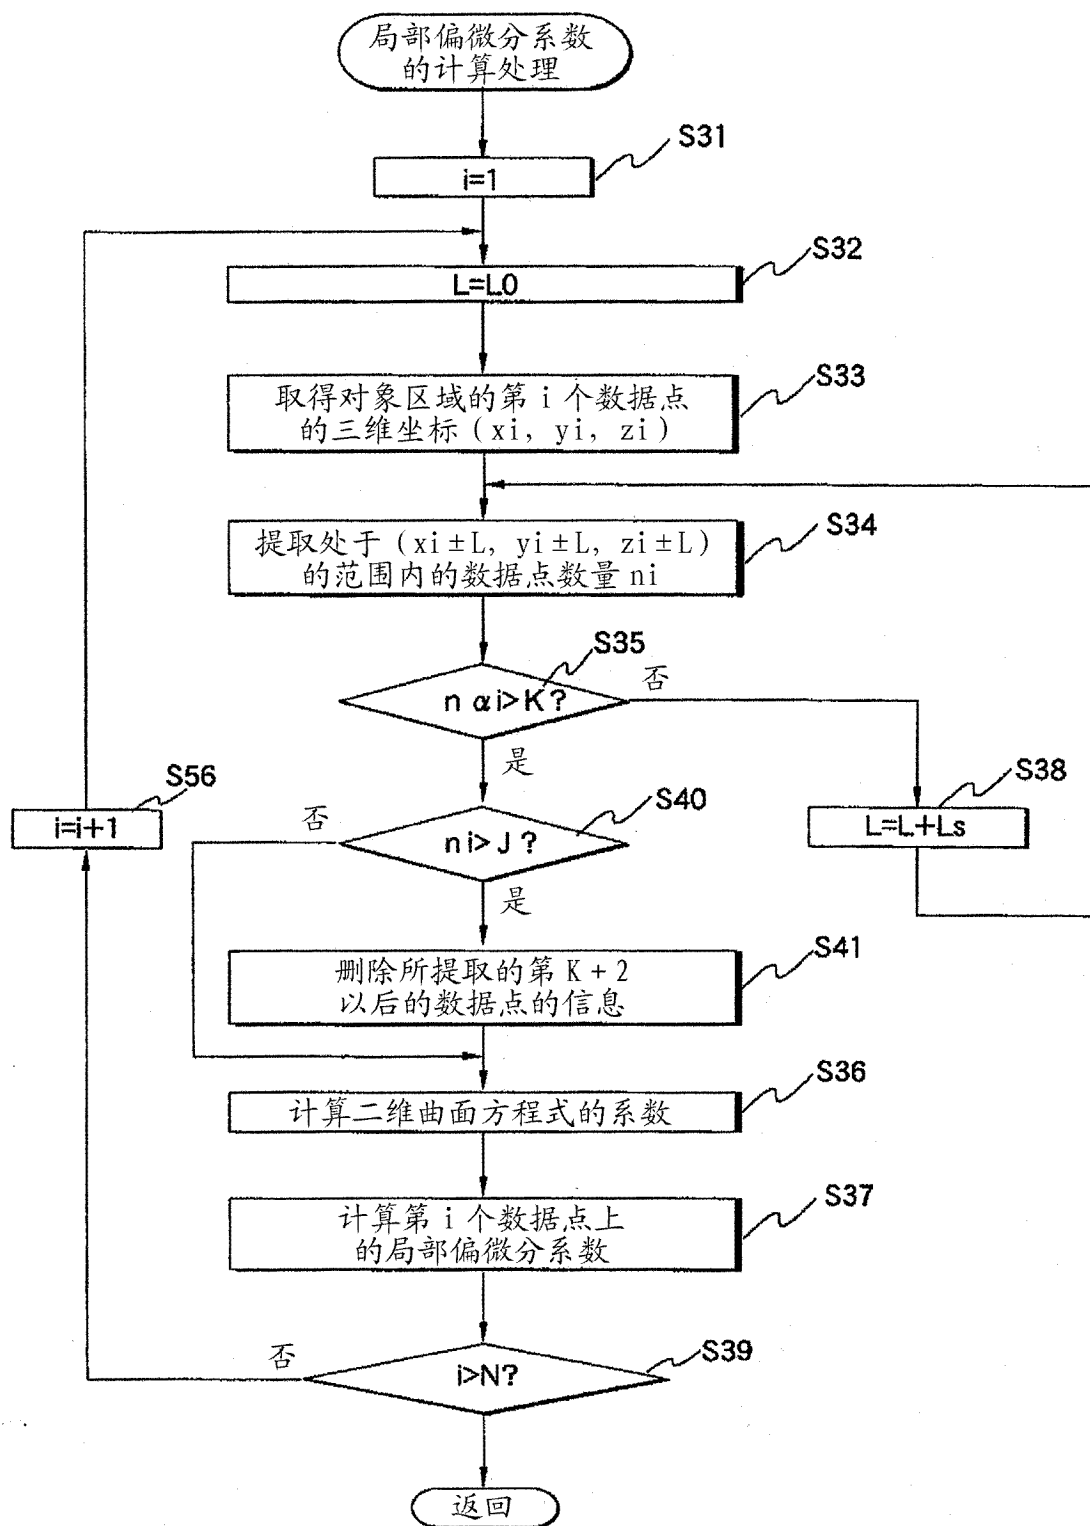 局部偏微分系数
的计算处理
S31
i=1
S32
L=L0
S33
取得对象区域的第 i 个数据点
的三维坐标 (xi, yi, zi)
S34
提取处于 (xi±L, yi±L, zi±L)
的范围内的数据点数量 ni
S35
n αi>K?
否
是
S38
L=L+Ls
S56
i=i+1
S40
ni>J?
否
是
S41
删除所提取的第 K+2
以后的数据点的信息
S36
计算二维曲面方程式的系数
S37
计算第 i 个数据点上
的局部偏微分系数
S39
i>N?
否
返回